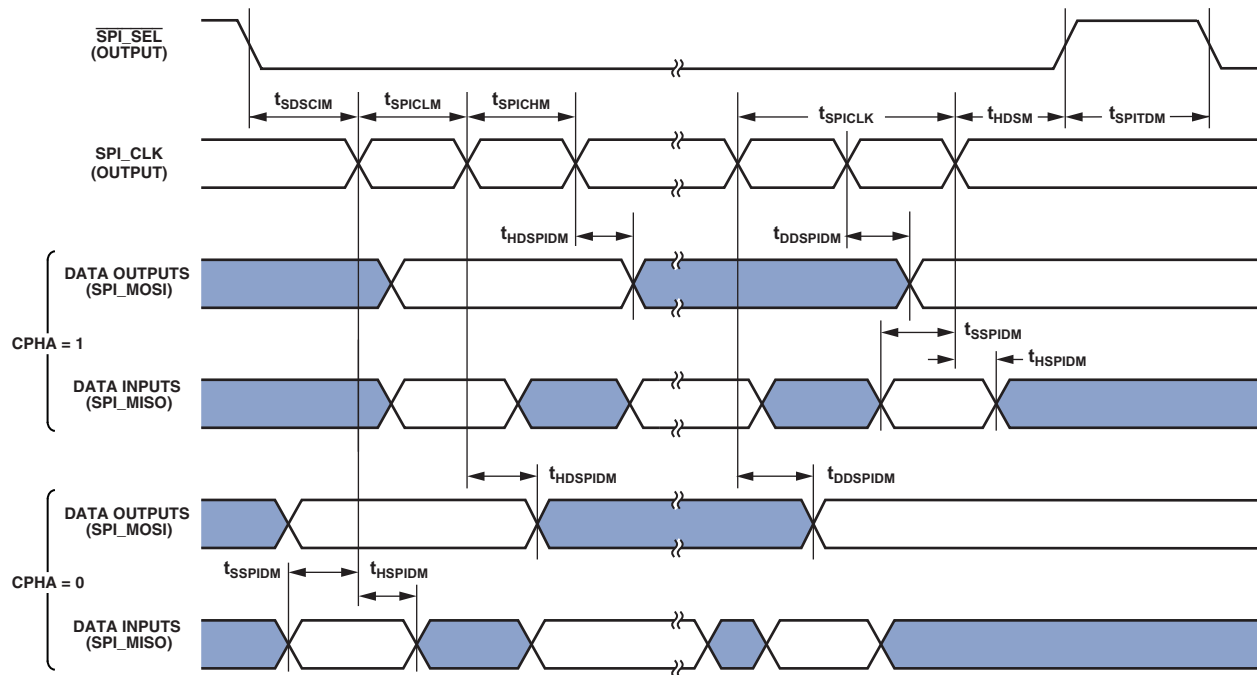 SPI_SEL
(OUTPUT)
tSDSCIM
tSPICLM
tSPICHM
tSPICLK
tHDSM
tSPITDM
SPI_CLK
(OUTPUT)
tHDSPIDM
tDDSPIDM
DATA OUTPUTS
(SPI_MOSI)
CPHA = 1
tSSPIDM
tHSPIDM
DATA INPUTS
(SPI_MISO)
tHDSPIDM
tDDSPIDM
DATA OUTPUTS
(SPI_MOSI)
CPHA = 0
tSSPIDM
tHSPIDM
DATA INPUTS
(SPI_MISO)